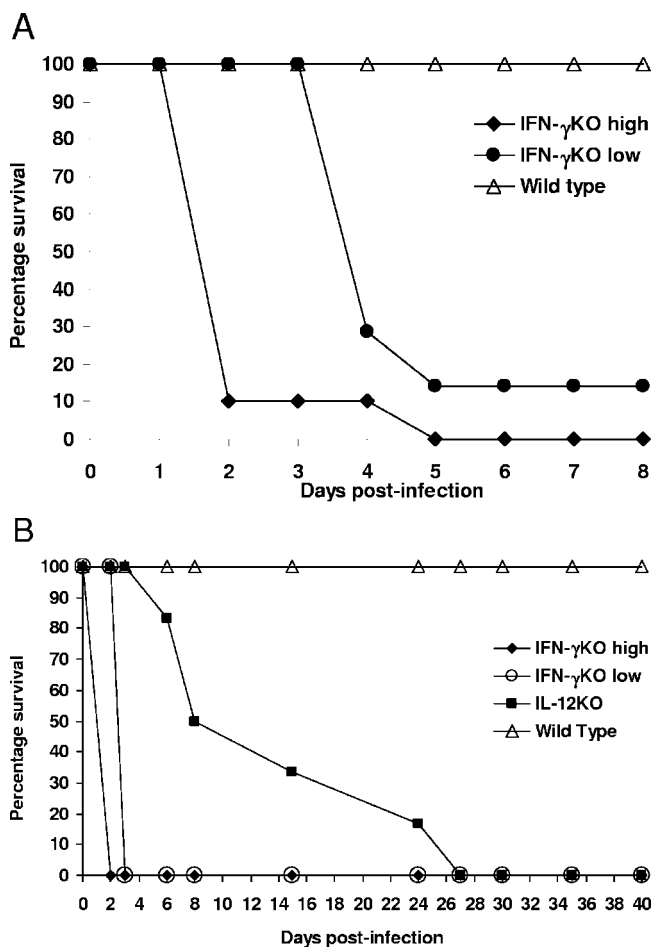 A
100
90
80
70
60
50
40
30
20
10
0
Percentage survival
IFN-γKO high
IFN-γKO low
Wild type
0 1 2 3 4 5 6 7 8
Days post-infection
B
100
90
80
70
60
50
40
30
20
10
0
Percentage survival
IFN-γKO high
IFN-γKO low
IL-12KO
Wild Type
0 2 4 6 8 10 12 14 16 18 20 22 24 26 28 30 32 34 36 38 40
Days post-infection